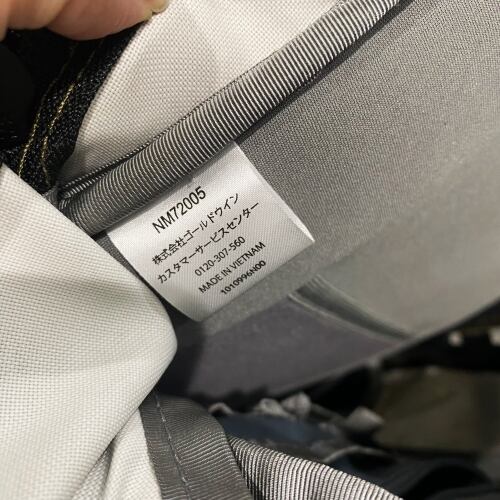 NM72005
株式会社ゴールドウイン
カスタマーサービスセンター
0120-307-560
MADE IN VIETNAM
1010996N00